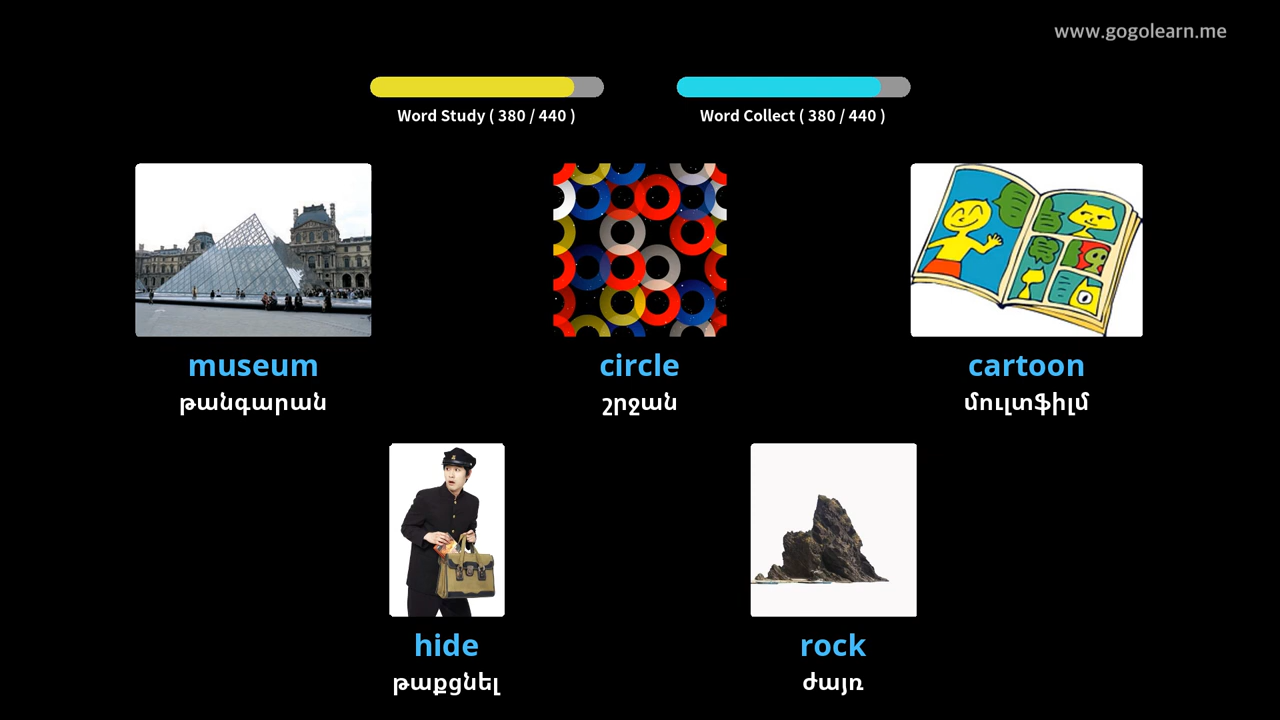 www.gogolearn.me
Word Study ( 380 / 440 )
Word Collect ( 380 / 440 )
museum
թանգարան
circle
շրջան
cartoon
մուլտֆիլմ
hide
թաքցնել
rock
ժայռ